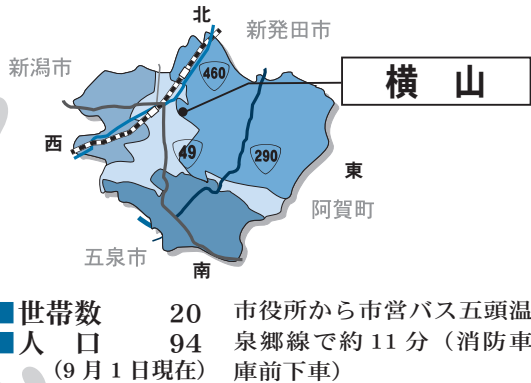 北
新発田市
新潟市
460
横 山
西
49
290
東
阿賀町
五泉市
南
■世帯数 20
■人 口 94
(9 月 1 日現在)
市役所から市営バス五頭温
泉郷線で約 11 分(消防車
庫前下車)